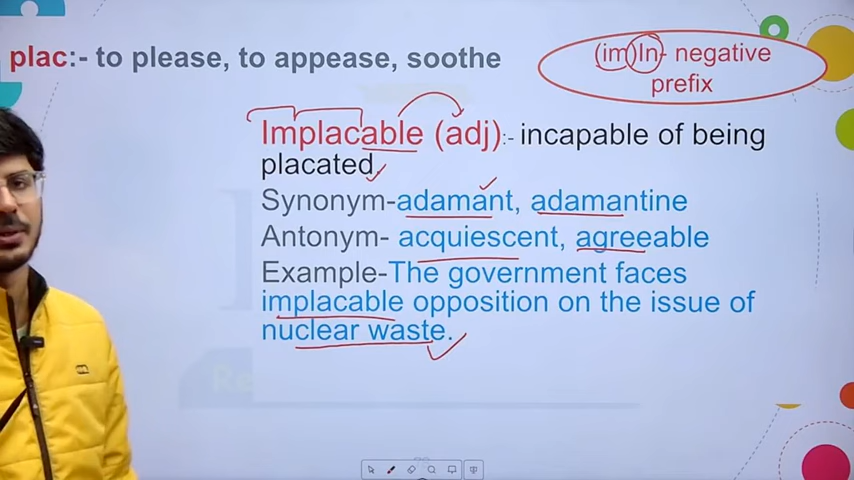 plac:- to please, to appease, soothe
(im)In- negative
prefix
Implacable (adj):- incapable of being
placated.
Synonym-adamant, adamantine
Antonym- acquiescent, agreeable
Example-The government faces
implacable opposition on the issue of
nuclear waste.